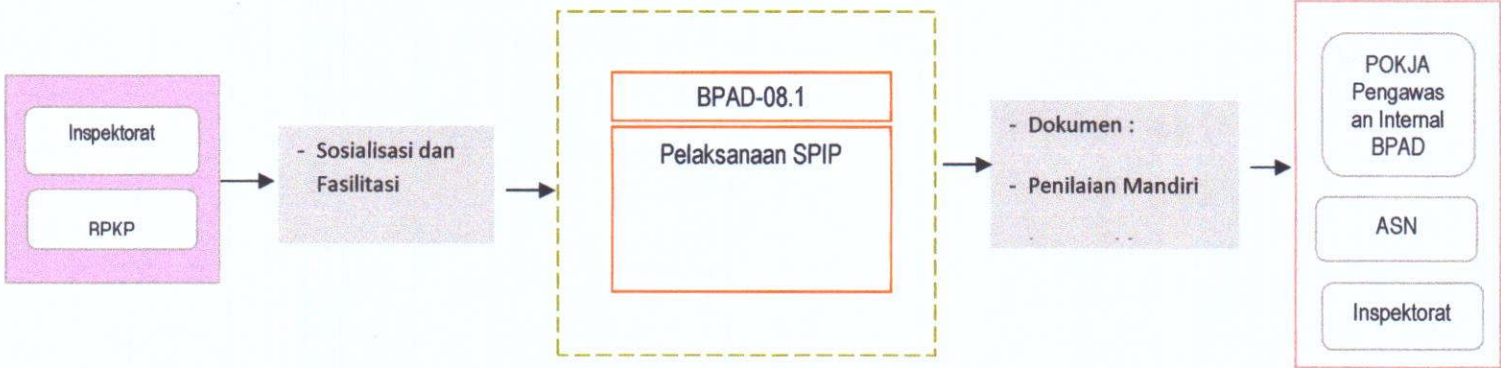 Inspektorat
RPKP
- Sosialisasi dan
Fasilitasi
BPAD-08.1
Pelaksanaan SPIP
- Dokumen :
- Penilaian Mandiri
POKJA
Pengawas
an Internal
BPAD
ASN
Inspektorat